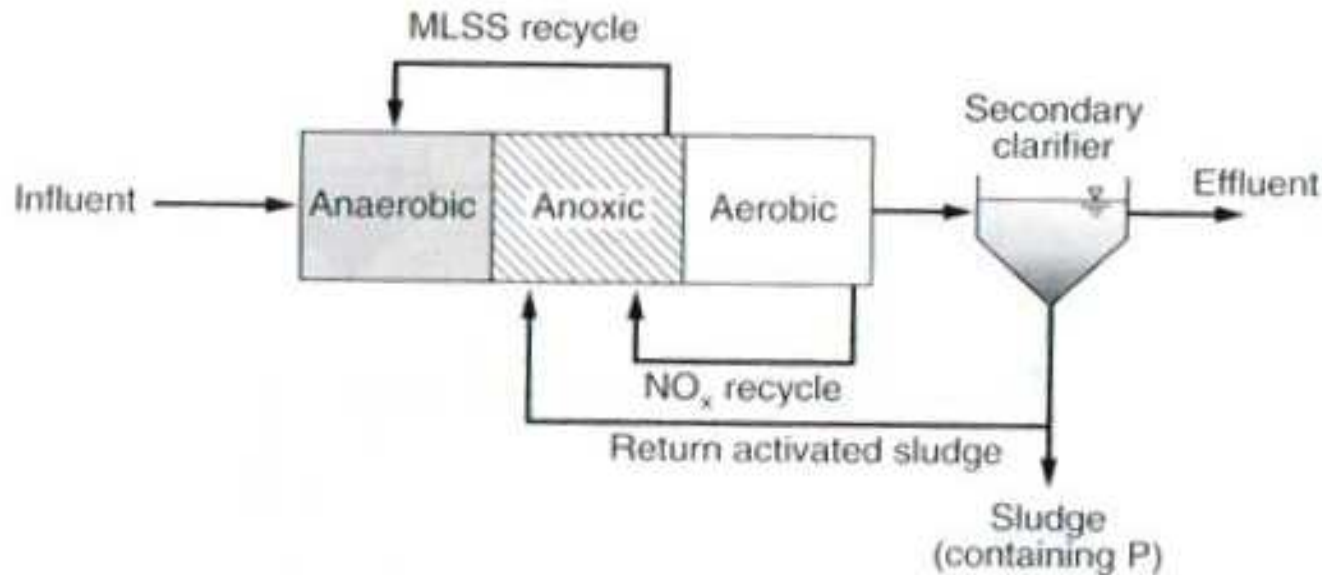 MLSS recycle
Secondary
clarifier
Influent
Anaerobic
Anoxic
Aerobic
Effluent
NOₓ recycle
Return activated sludge
Sludge
(containing P)